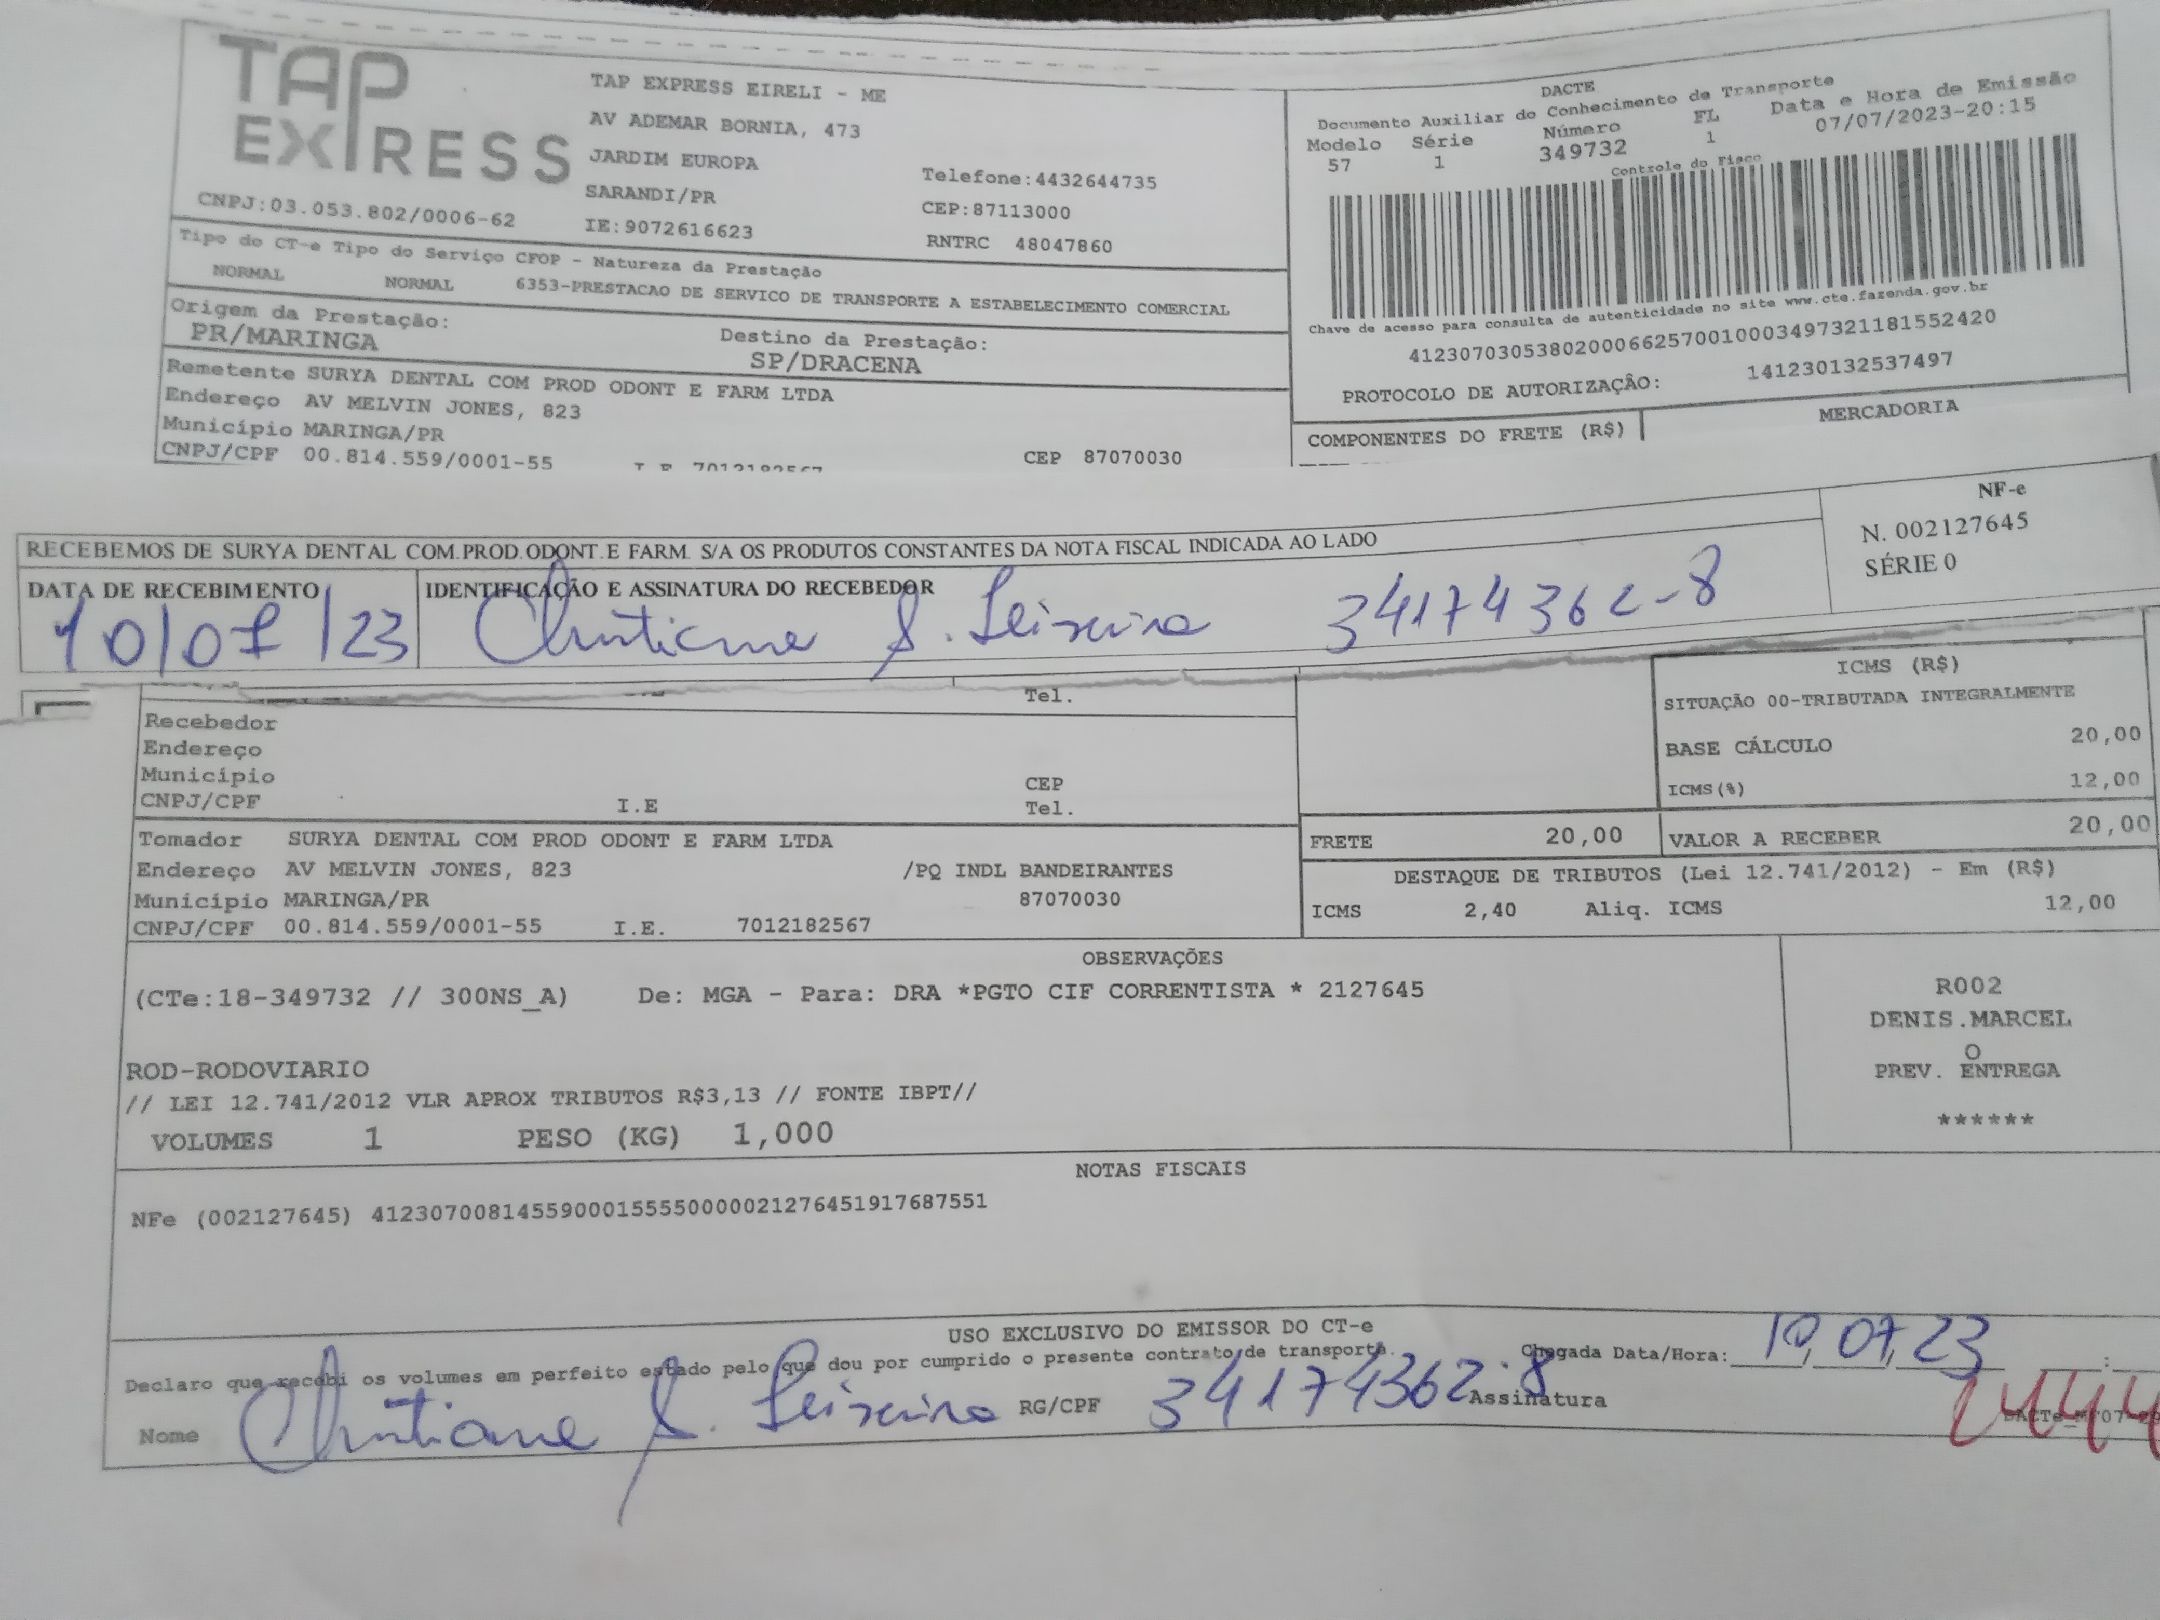 TAP EXPRESS
TAP EXPRESS EIRELI - ME
AV ADEMAR BORNIA, 473
JARDIM EUROPA
Telefone:4432644735
SARANDI/PR
CEP:87113000
CNPJ:03.053.802/0006-62
IE:9072616623
RNTRC 48047860
DACTE
Documento Auxiliar do Conhecimento de Transporte
Modelo Série Número FL Data e Hora de Emissão
57 1 349732 1 07/07/2023-20:15
Controle do Fisco
Chave de acesso para consulta de autenticidade no site www.cte.fazenda.gov.br
41230703053802000662570010003497321181552420
PROTOCOLO DE AUTORIZAÇÃO: 141230132537497
Tipo do CT-e Tipo do Serviço CFOP - Natureza da Prestação
NORMAL NORMAL 6353-PRESTACAO DE SERVICO DE TRANSPORTE A ESTABELECIMENTO COMERCIAL
Origem da Prestação: Destino da Prestação:
PR/MARINGA SP/DRACENA
Remetente SURYA DENTAL COM PROD ODONT E FARM LTDA
Endereço AV MELVIN JONES, 823
Município MARINGA/PR CEP 87070030
CNPJ/CPF 00.814.559/0001-55 I.E 7012182567
COMPONENTES DO FRETE (R$) MERCADORIA
RECEBEMOS DE SURYA DENTAL COM.PROD.ODONT.E FARM. S/A OS PRODUTOS CONSTANTES DA NOTA FISCAL INDICADA AO LADO
DATA DE RECEBIMENTO IDENTIFICAÇÃO E ASSINATURA DO RECEBEDOR
10/07/23 Christiane S. Teixeira 34174362-8
NF-e
N. 002127645
SÉRIE 0
Tel.
Recebedor
Endereço
Município CEP
CNPJ/CPF I.E Tel.
ICMS (R$)
SITUAÇÃO 00-TRIBUTADA INTEGRALMENTE
BASE CÁLCULO 20,00
ICMS(%) 12,00
Tomador SURYA DENTAL COM PROD ODONT E FARM LTDA
Endereço AV MELVIN JONES, 823 /PQ INDL BANDEIRANTES
Município MARINGA/PR 87070030
CNPJ/CPF 00.814.559/0001-55 I.E. 7012182567
FRETE 20,00 VALOR A RECEBER 20,00
DESTAQUE DE TRIBUTOS (Lei 12.741/2012) - Em (R$)
ICMS 2,40 Aliq. ICMS 12,00
OBSERVAÇÕES
(CTe:18-349732 // 300NS_A) De: MGA - Para: DRA *PGTO CIF CORRENTISTA * 2127645
ROD-RODOVIARIO
// LEI 12.741/2012 VLR APROX TRIBUTOS R$3,13 // FONTE IBPT//
VOLUMES 1 PESO (KG) 1,000
R002
DENIS.MARCEL
O
PREV. ENTREGA
******
NOTAS FISCAIS
NFe (002127645) 41230700814559000155550000021276451917687551
USO EXCLUSIVO DO EMISSOR DO CT-e
Declaro que recebi os volumes em perfeito estado pelo que dou por cumprido o presente contrato de transporte.
Chegada Data/Hora: 10,07,23 :
Nome Christiane S. Teixeira RG/CPF 34174362-8 Assinatura